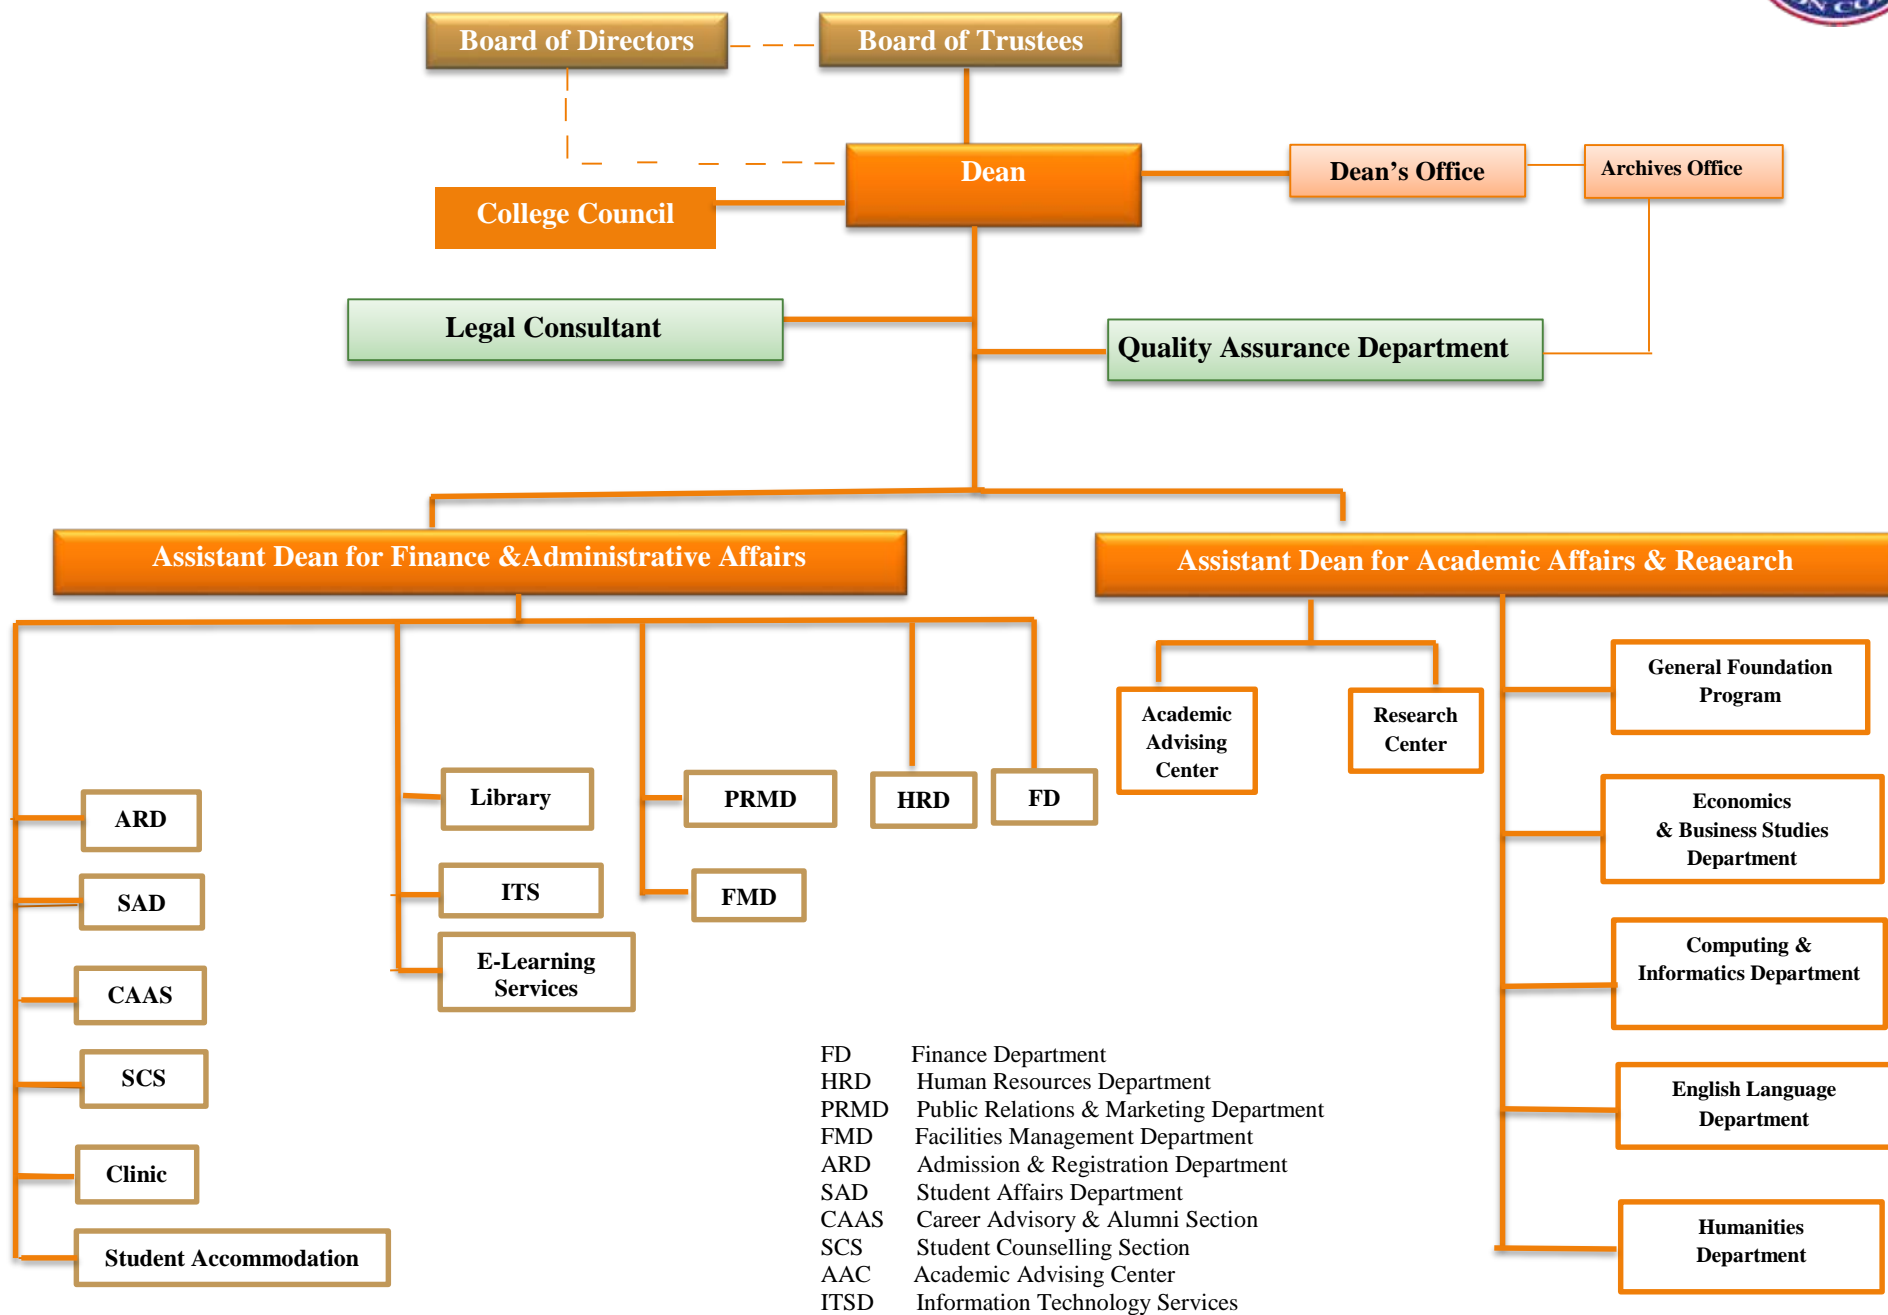 ON CO
Board of Directors
Board of Trustees
Dean
Dean’s Office
Archives Office
College Council
Legal Consultant
Quality Assurance Department
Assistant Dean for Finance &Administrative Affairs
Assistant Dean for Academic Affairs & Reaearch
General Foundation
Program
Academic
Advising
Center
Research
Center
Library
PRMD
HRD
FD
Economics
& Business Studies
Department
ARD
ITS
FMD
SAD
Computing &
Informatics Department
E-Learning
Services
CAAS
SCS
English Language
Department
Clinic
Humanities
Department
Student Accommodation
FD Finance Department
HRD Human Resources Department
PRMD Public Relations & Marketing Department
FMD Facilities Management Department
ARD Admission & Registration Department
SAD Student Affairs Department
CAAS Career Advisory & Alumni Section
SCS Student Counselling Section
AAC Academic Advising Center
ITSD Information Technology Services